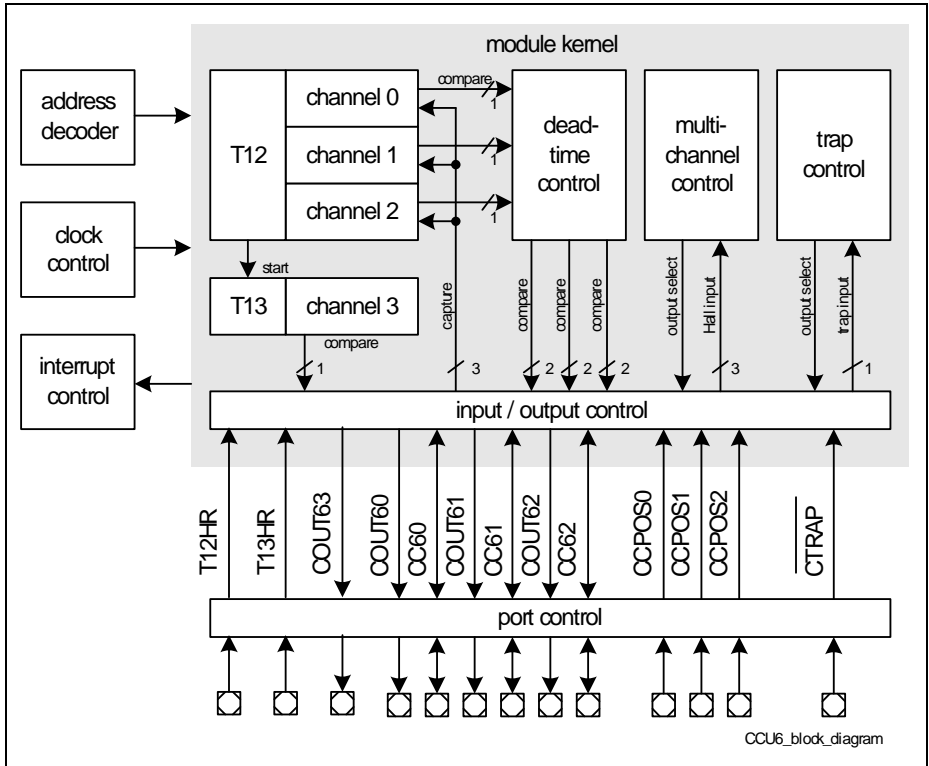 module kernel
address
decoder
clock
control
interrupt
control
T12
channel 0
channel 1
channel 2
compare
1
1
1
dead-
time
control
multi-
channel
control
trap
control
start
T13
channel 3
compare
1
capture
3
compare
2
compare
2
compare
2
output select
Hall input
3
output select
trap input
1
input / output control
T12HR
T13HR
COUT63
COUT60
CC60
COUT61
CC61
COUT62
CC62
CCPOS0
CCPOS1
CCPOS2
CTRAP
port control
CCU6_block_diagram